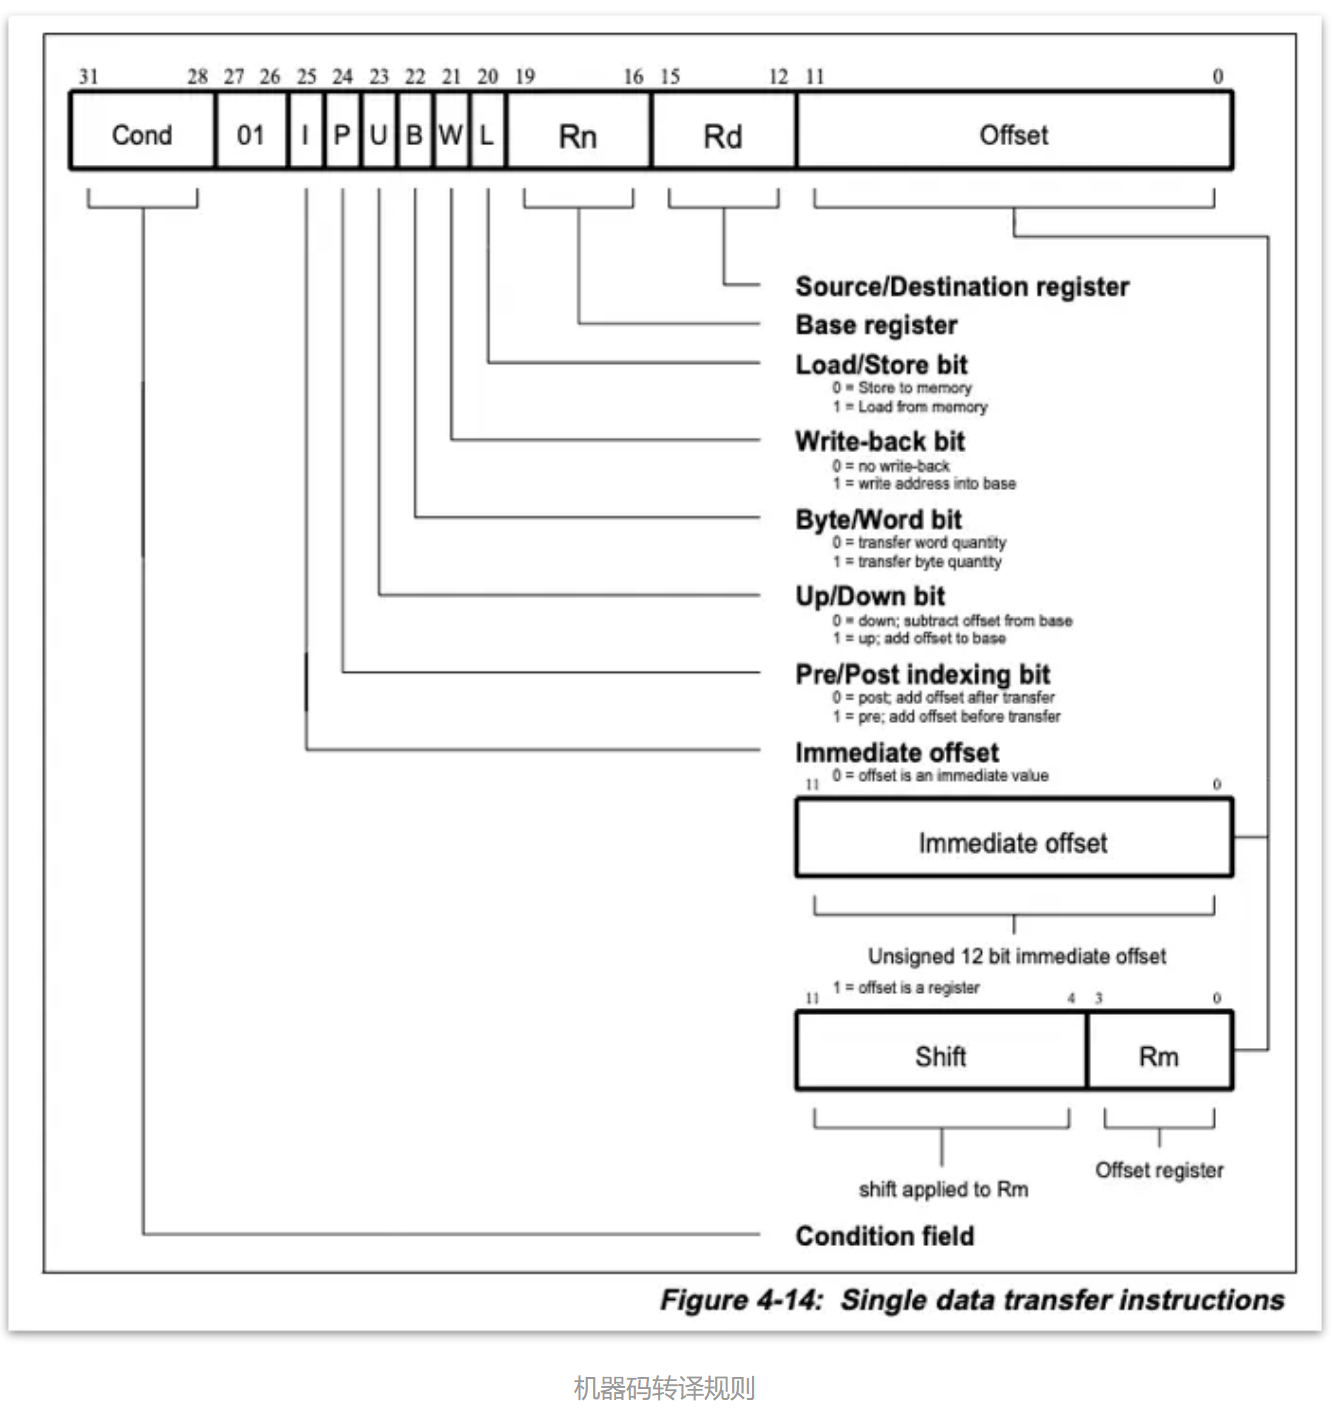 31 28 27 26 25 24 23 22 21 20 19 16 15 12 11 0
Cond 01 I P U B W L Rn Rd Offset
Source/Destination register
Base register
Load/Store bit
0 = Store to memory
1 = Load from memory
Write-back bit
0 = no write-back
1 = write address into base
Byte/Word bit
0 = transfer word quantity
1 = transfer byte quantity
Up/Down bit
0 = down; subtract offset from base
1 = up; add offset to base
Pre/Post indexing bit
0 = post; add offset after transfer
1 = pre; add offset before transfer
Immediate offset
0 = offset is an immediate value
11 0
Immediate offset
Unsigned 12 bit immediate offset
1 = offset is a register
11 4 3 0
Shift Rm
Offset register
shift applied to Rm
Condition field
Figure 4-14: Single data transfer instructions
机器码转译规则